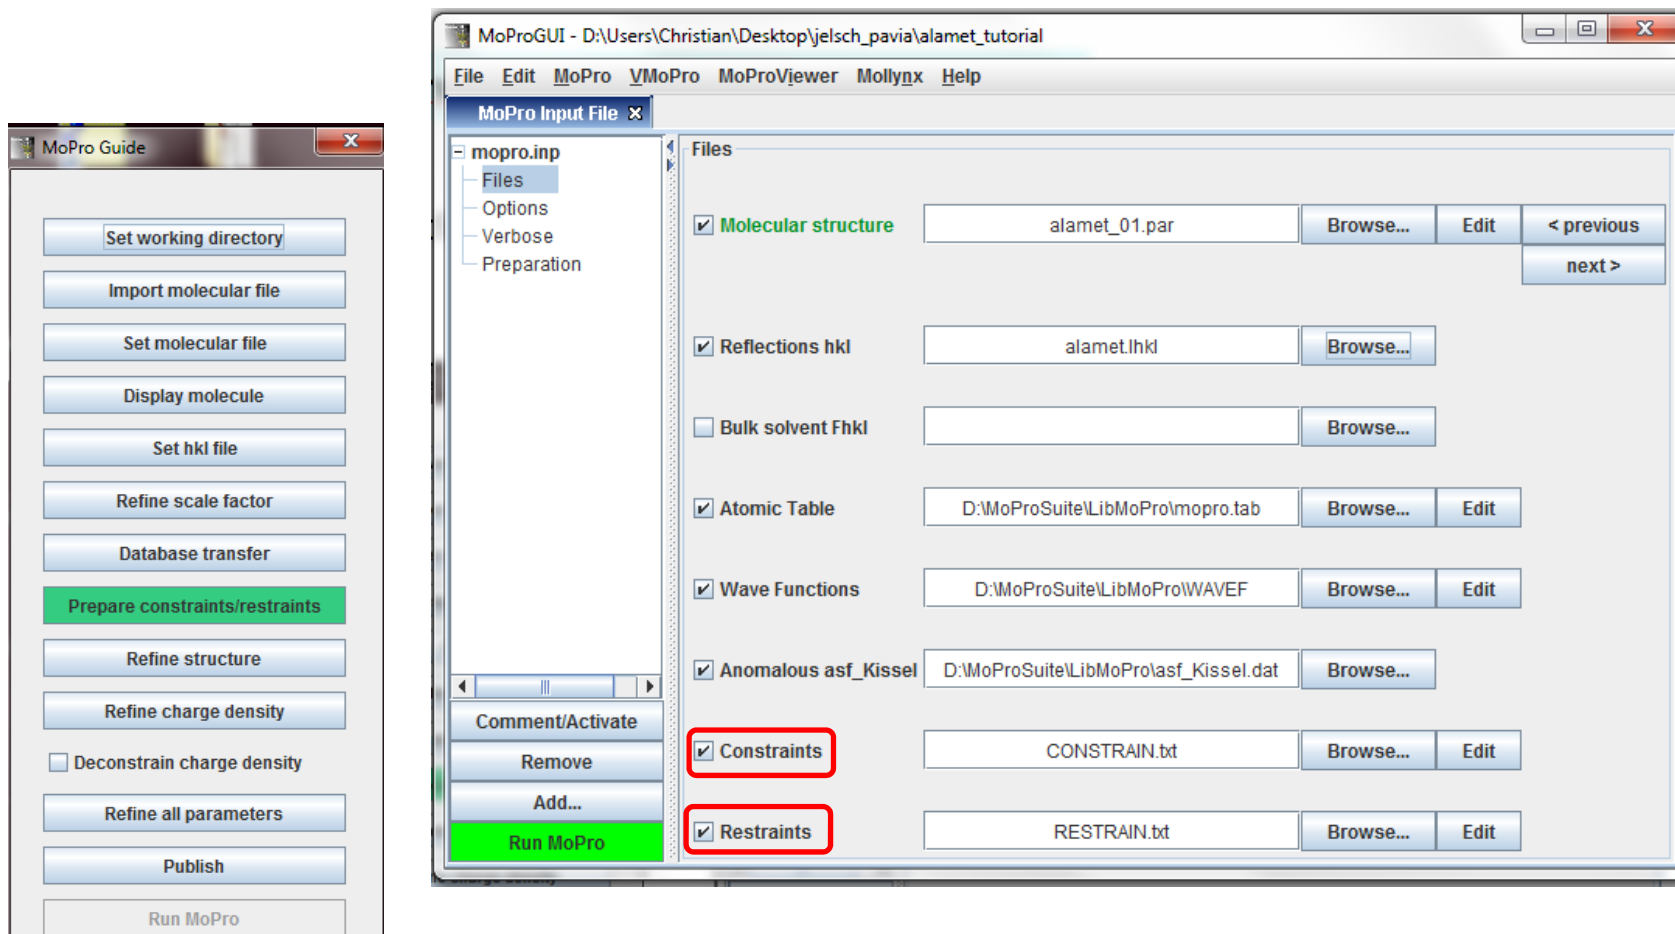 MoPro Guide
Set working directory
Import molecular file
Set molecular file
Display molecule
Set hkl file
Refine scale factor
Database transfer
Prepare constraints/restraints
Refine structure
Refine charge density
Deconstrain charge density
Refine all parameters
Publish
Run MoPro
MoProGUI - D:\Users\Christian\Desktop\jelsch_pavia\alamet_tutorial
File Edit MoPro VMoPro MoProViewer Mollynx Help
MoPro Input File
mopro.inp
Files
Options
Verbose
Preparation
Comment/Activate
Remove
Add...
Run MoPro
Files
Molecular structure alamet_01.par Browse... Edit < previous
next >
Reflections hkl alamet.lhkl Browse...
Bulk solvent Fhkl Browse...
Atomic Table D:\MoProSuite\LibMoPro\mopro.tab Browse... Edit
Wave Functions D:\MoProSuite\LibMoPro\WAVEF Browse... Edit
Anomalous asf_Kissel D:\MoProSuite\LibMoPro\asf_Kissel.dat Browse...
Constraints CONSTRAIN.txt Browse... Edit
Restraints RESTRAIN.txt Browse... Edit